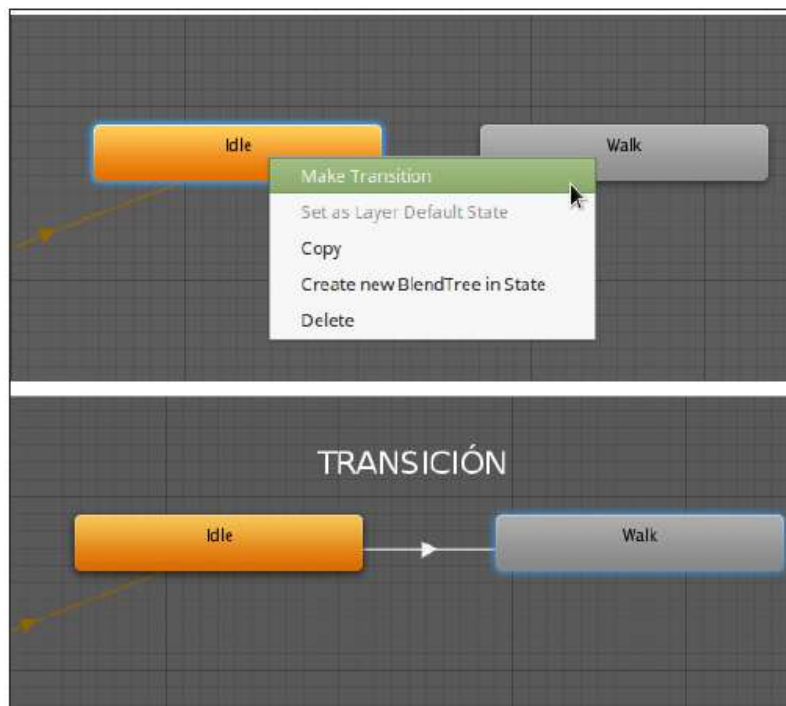 Idle
Walk
Make Transition
Set as Layer Default State
Copy
Create new BlendTree in State
Delete
TRANSICIÓN
Idle
Walk